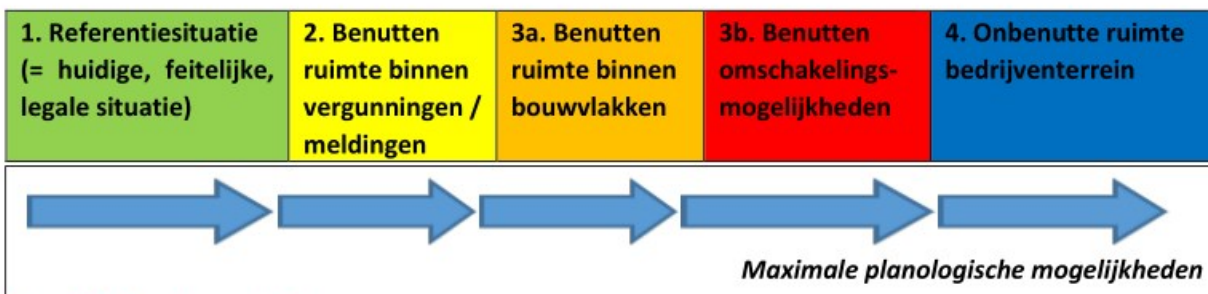 1. Referentiesituatie
(= huidige, feitelijke,
legale situatie)
2. Benutten
ruimte binnen
vergunningen /
meldingen
3a. Benutten
ruimte binnen
bouwvlakken
3b. Benutten
omschakelings-
mogelijkheden
4. Onbenutte ruimte
bedrijventerrein
Maximale planologische mogelijkheden